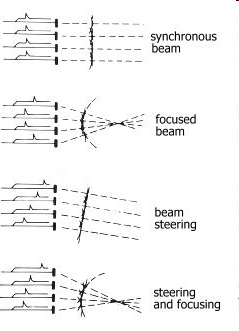 synchronous
beam
focused
beam
beam
steering
steering
and focusing